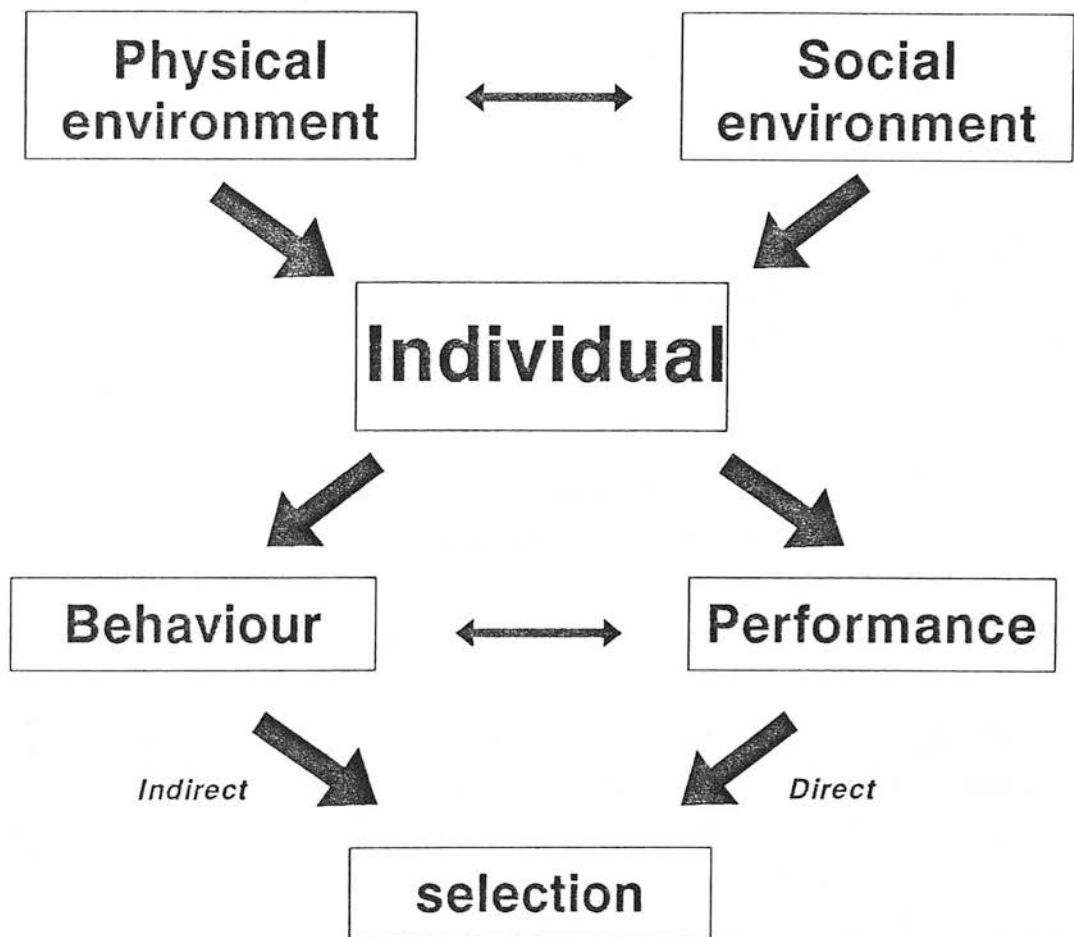 Physical
environment
Social
environment
Individual
Behaviour
Performance
Indirect
Direct
selection